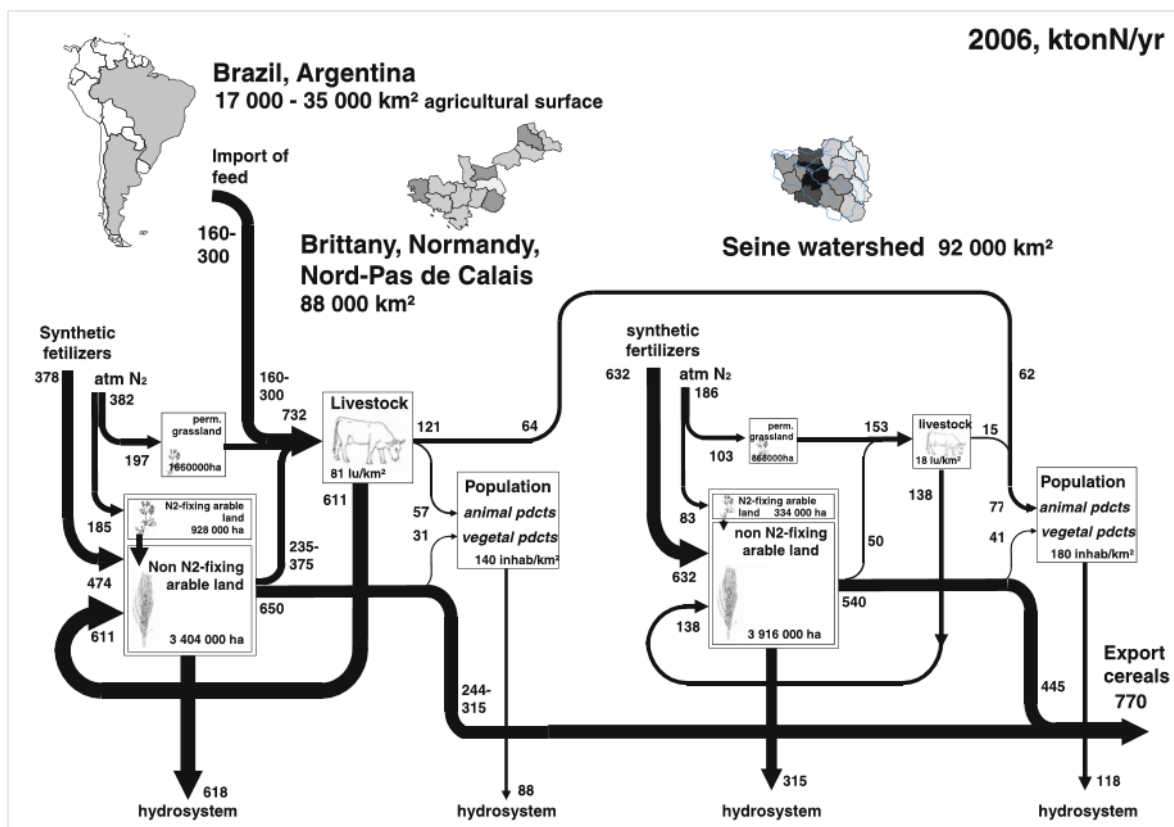 2006, ktonN/yr
Brazil, Argentina
17 000 - 35 000 km² agricultural surface
Import of
feed
160-
300
Brittany, Normandy,
Nord-Pas de Calais
88 000 km²
Seine watershed 92 000 km²
Synthetic
fetilizers
378
atm N2
382
197
perm.
grassland
1660000ha
160-
300
732
Livestock
81 lu/km²
121
64
611
57
31
Population
animal pdcts
vegetal pdcts
140 inhab/km²
185
N2-fixing arable
land
928 000 ha
474
Non N2-fixing
arable land
3 404 000 ha
235-
375
650
611
244-
315
618
hydrosystem
88
hydrosystem
synthetic
fertilizers
632
atm N2
186
103
perm.
grassland
868000ha
153
livestock
18 lu/km²
15
62
138
77
41
Population
animal pdcts
vegetal pdcts
180 inhab/km²
83
N2-fixing arable
land 334 000 ha
632
non N2-fixing
arable land
3 916 000 ha
50
540
138
445
Export
cereals
770
315
hydrosystem
118
hydrosystem